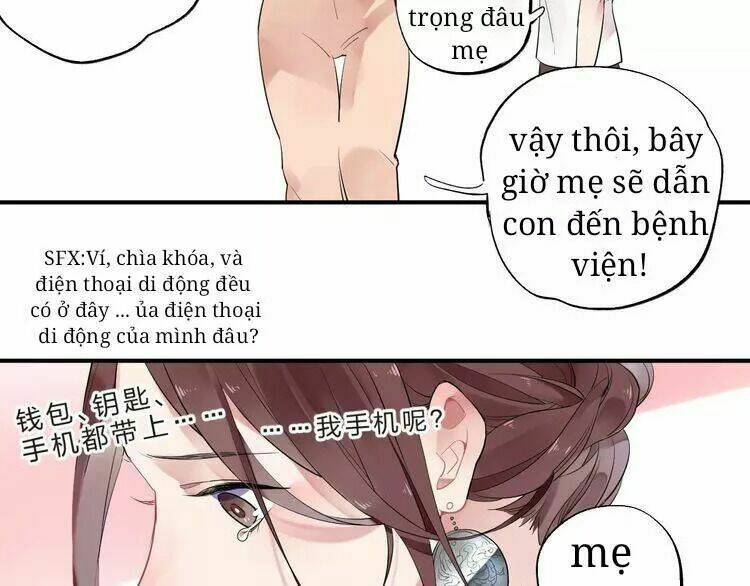 trọng đâu
mẹ
vậy thôi, bây
giờ mẹ sẽ dẫn
con đến bệnh
viện!
SFX:Ví, chìa khóa, và
điện thoại di động đều
có ở đây ... ủa điện thoại
di động của mình đâu?
钱包、钥匙、
手机都带上……
……我手机呢?
mẹ